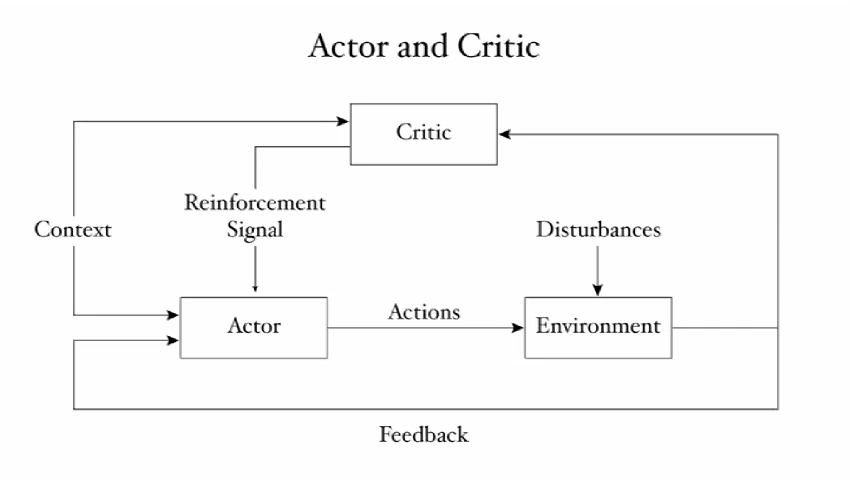 Actor and Critic
Critic
Reinforcement
Signal
Context
Disturbances
Actor
Actions
Environment
Feedback